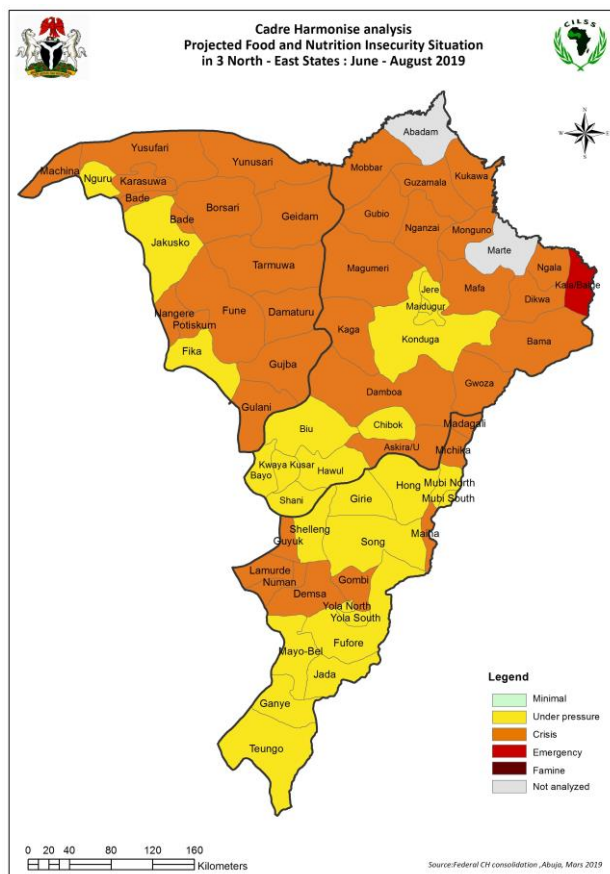 Cadre Harmonise analysis
Projected Food and Nutrition Insecurity Situation
in 3 North - East States : June - August 2019
CILSS
Abadam
Yusufari
Yunusari
Mobbar
Kukawa
Machina
Nguru
Karasuwa
Guzamala
Bade
Borsari
Geidam
Gubio
Nganzai
Monguno
Bade
Jakusko
Marte
Tarmuwa
Magumeri
Ngala
Jere
Mafa
Kala/Balge
Nangere
Fune
Damaturu
Maidugur
Dikwa
Potiskum
Kaga
Konduga
Bama
Fika
Gujba
Gwoza
Damboa
Gulani
Biu
Chibok
Madagali
Askira/U
Michika
Kwaya Kusar
Hawul
Bayo
Hong
Mubi North
Shani
Girie
Mubi South
Shelleng
Guyuk
Song
Maiha
Lamurde
Numan
Gombi
Demsa
Yola North
Yola South
Fufore
Mayo-Bel
Jada
Ganye
Teungo
Legend
Minimal
Under pressure
Crisis
Emergency
Famine
Not analyzed
0 20 40 80 120 160
Kilometers
Source:Federal CH consolidation ,Abuja, Mars 2019